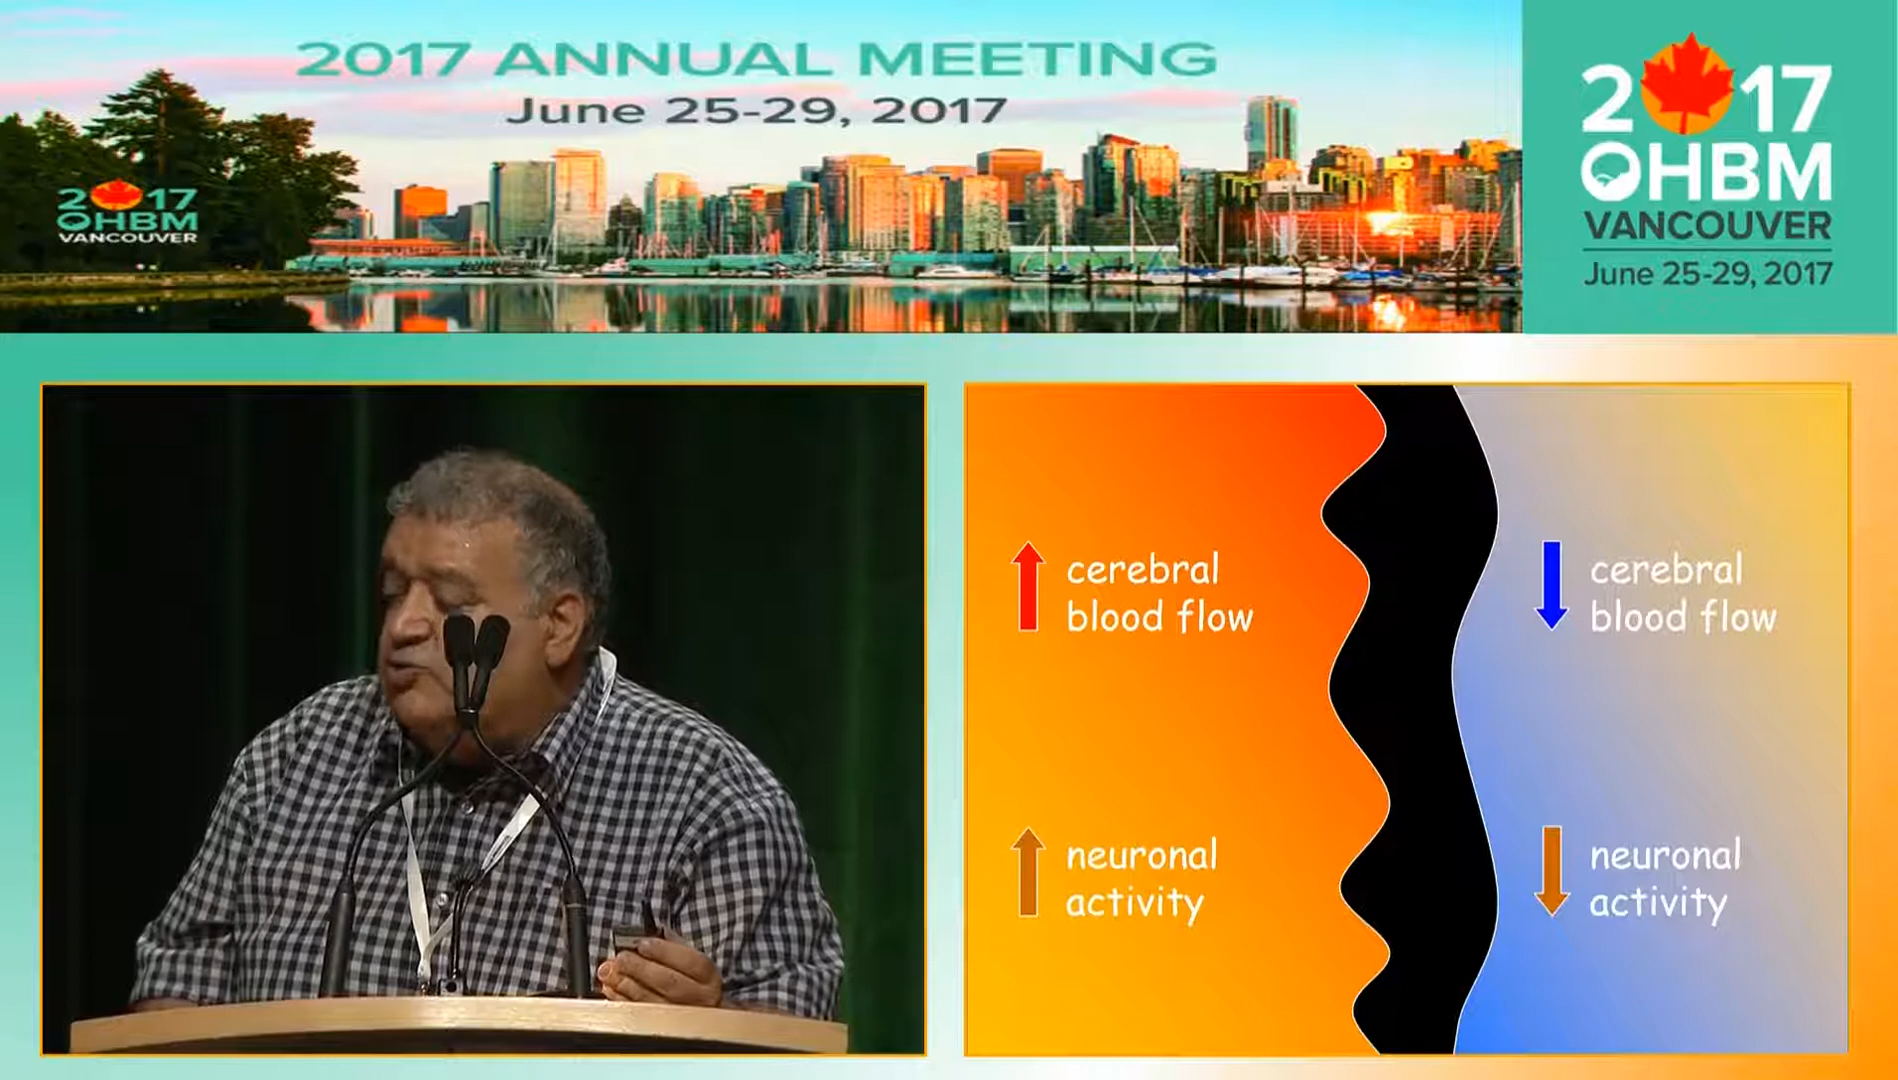 2017 ANNUAL MEETING
June 25-29, 2017
2017
OHBM
VANCOUVER
2017
OHBM
VANCOUVER
June 25-29, 2017
cerebral
blood flow
neuronal
activity
cerebral
blood flow
neuronal
activity